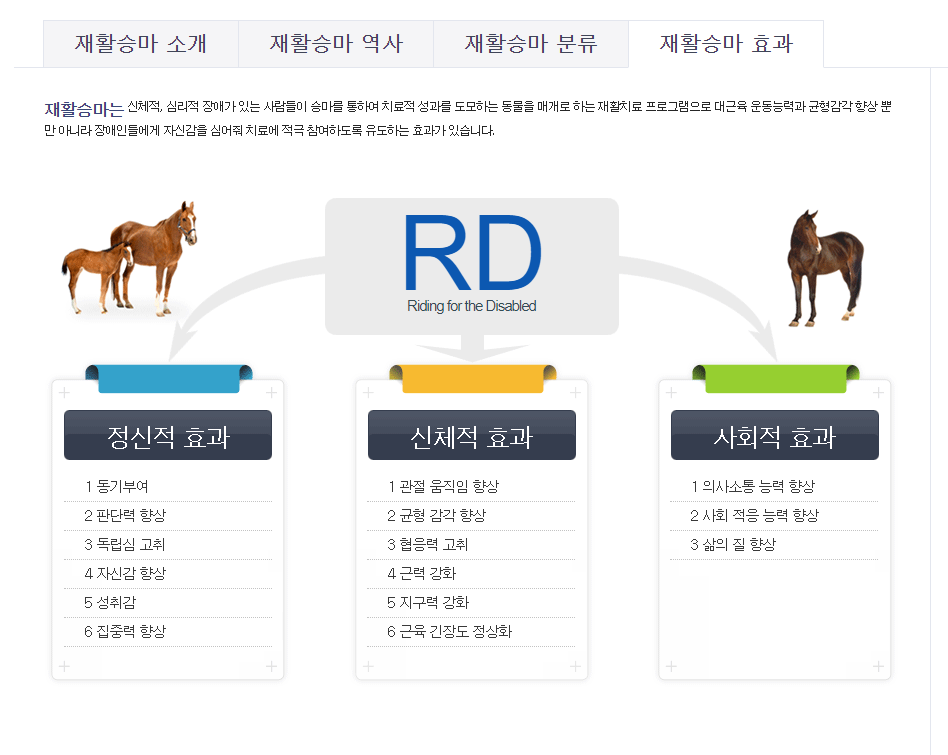 재활승마 소개 재활승마 역사 재활승마 분류 재활승마 효과
재활승마는 신체적, 심리적 장애가 있는 사람들이 승마를 통하여 치료적 성과를 도모하는 동물을 매개로 하는 재활치료 프로그램으로 대근육 운동능력과 균형감각 향상 뿐
만 아니라 장애인들에게 자신감을 심어줘 치료에 적극 참여하도록 유도하는 효과가 있습니다.
RD
Riding for the Disabled
정신적 효과
1 동기부여
2 판단력 향상
3 독립심 고취
4 자신감 향상
5 성취감
6 집중력 향상
신체적 효과
1 관절 움직임 향상
2 균형 감각 향상
3 협응력 고취
4 근력 강화
5 지구력 강화
6 근육 긴장도 정상화
사회적 효과
1 의사소통 능력 향상
2 사회 적응 능력 향상
3 삶의 질 향상